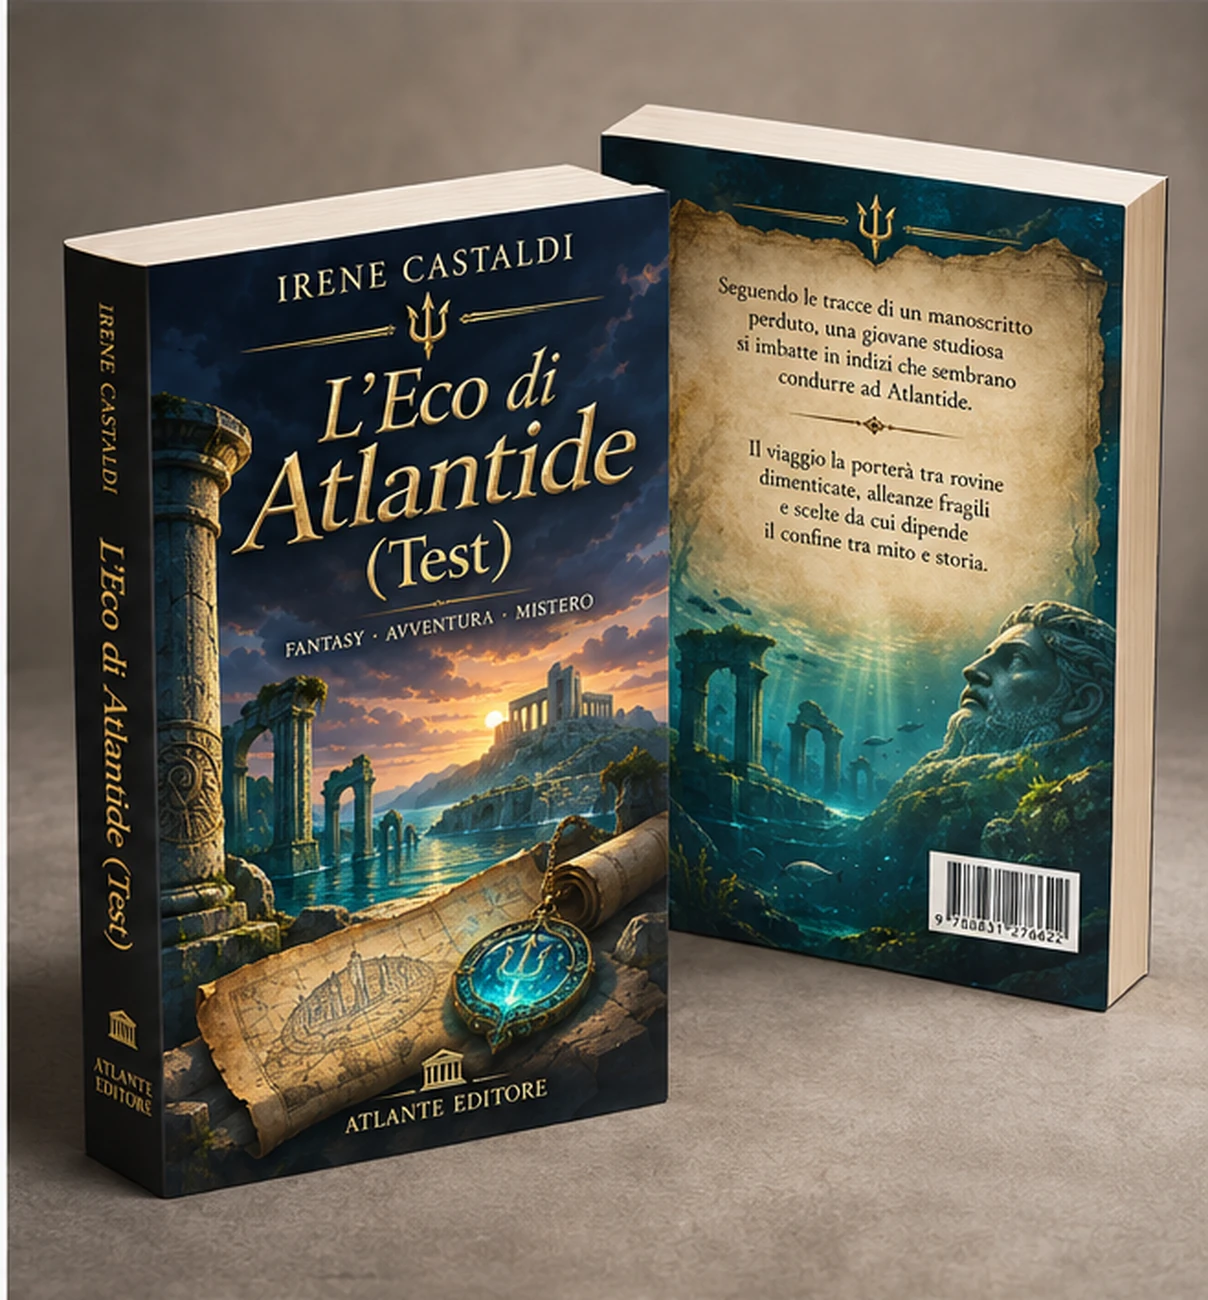 IRENE CASTALDI
L'Eco di
Atlantide
(Test)
FANTASY · AVVENTURA · MISTERO
ATLANTE EDITORE
IRENE CASTALDI
L'Eco di Atlantide (Test)
ATLANTE
EDITORE
Seguendo le tracce di un manoscritto
perduto, una giovane studiosa
si imbatte in indizi che sembrano
condurre ad Atlantide.
Il viaggio la porterà tra rovine
dimenticate, alleanze fragili
e scelte da cui dipende
il confine tra mito e storia.